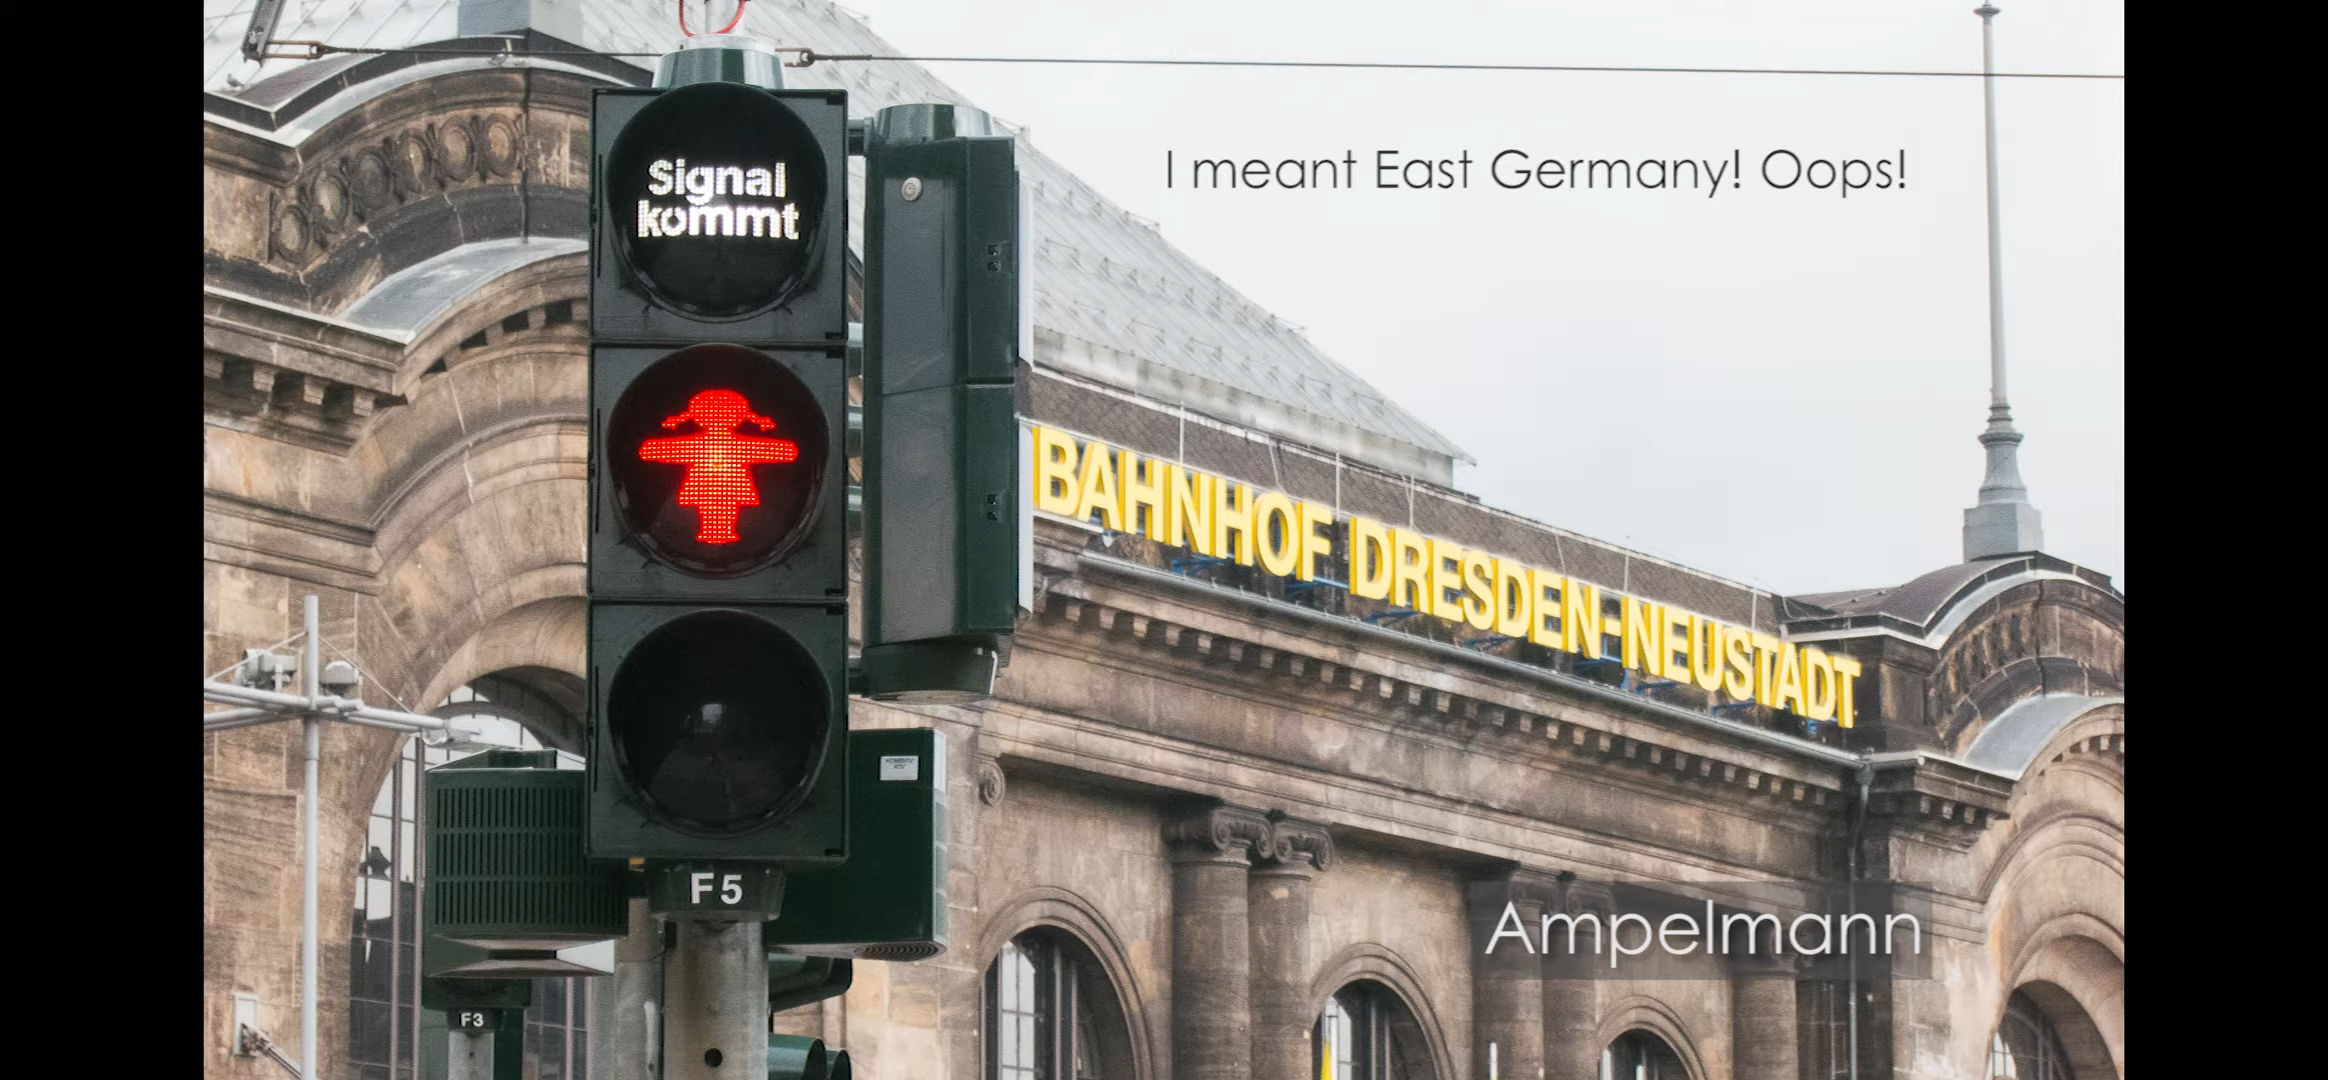 Signal
kommt
I meant East Germany! Oops!
BAHNHOF DRESDEN-NEUSTADT
F5
Ampelmann
F3